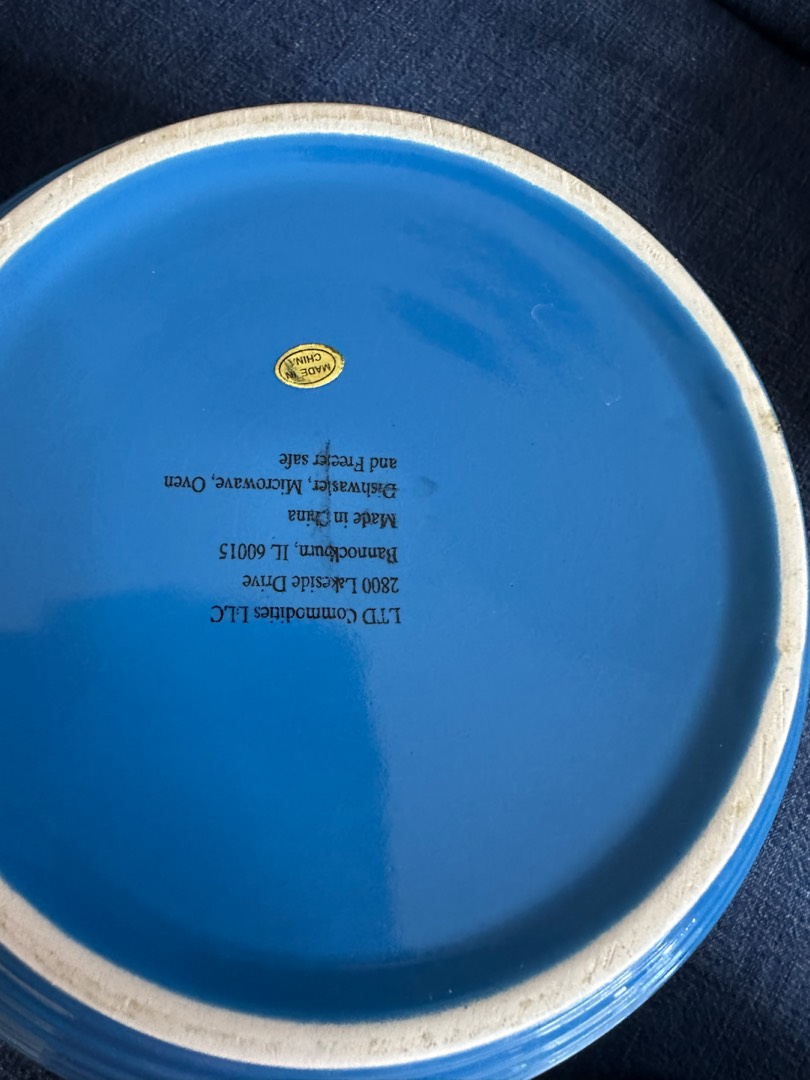 LTD Commodities LLC
2800 Lakeside Drive
Bannockburn, IL 60015
Made in China
Dishwasher, Microwave, Oven
and Freezer safe
MADE IN
CHINA